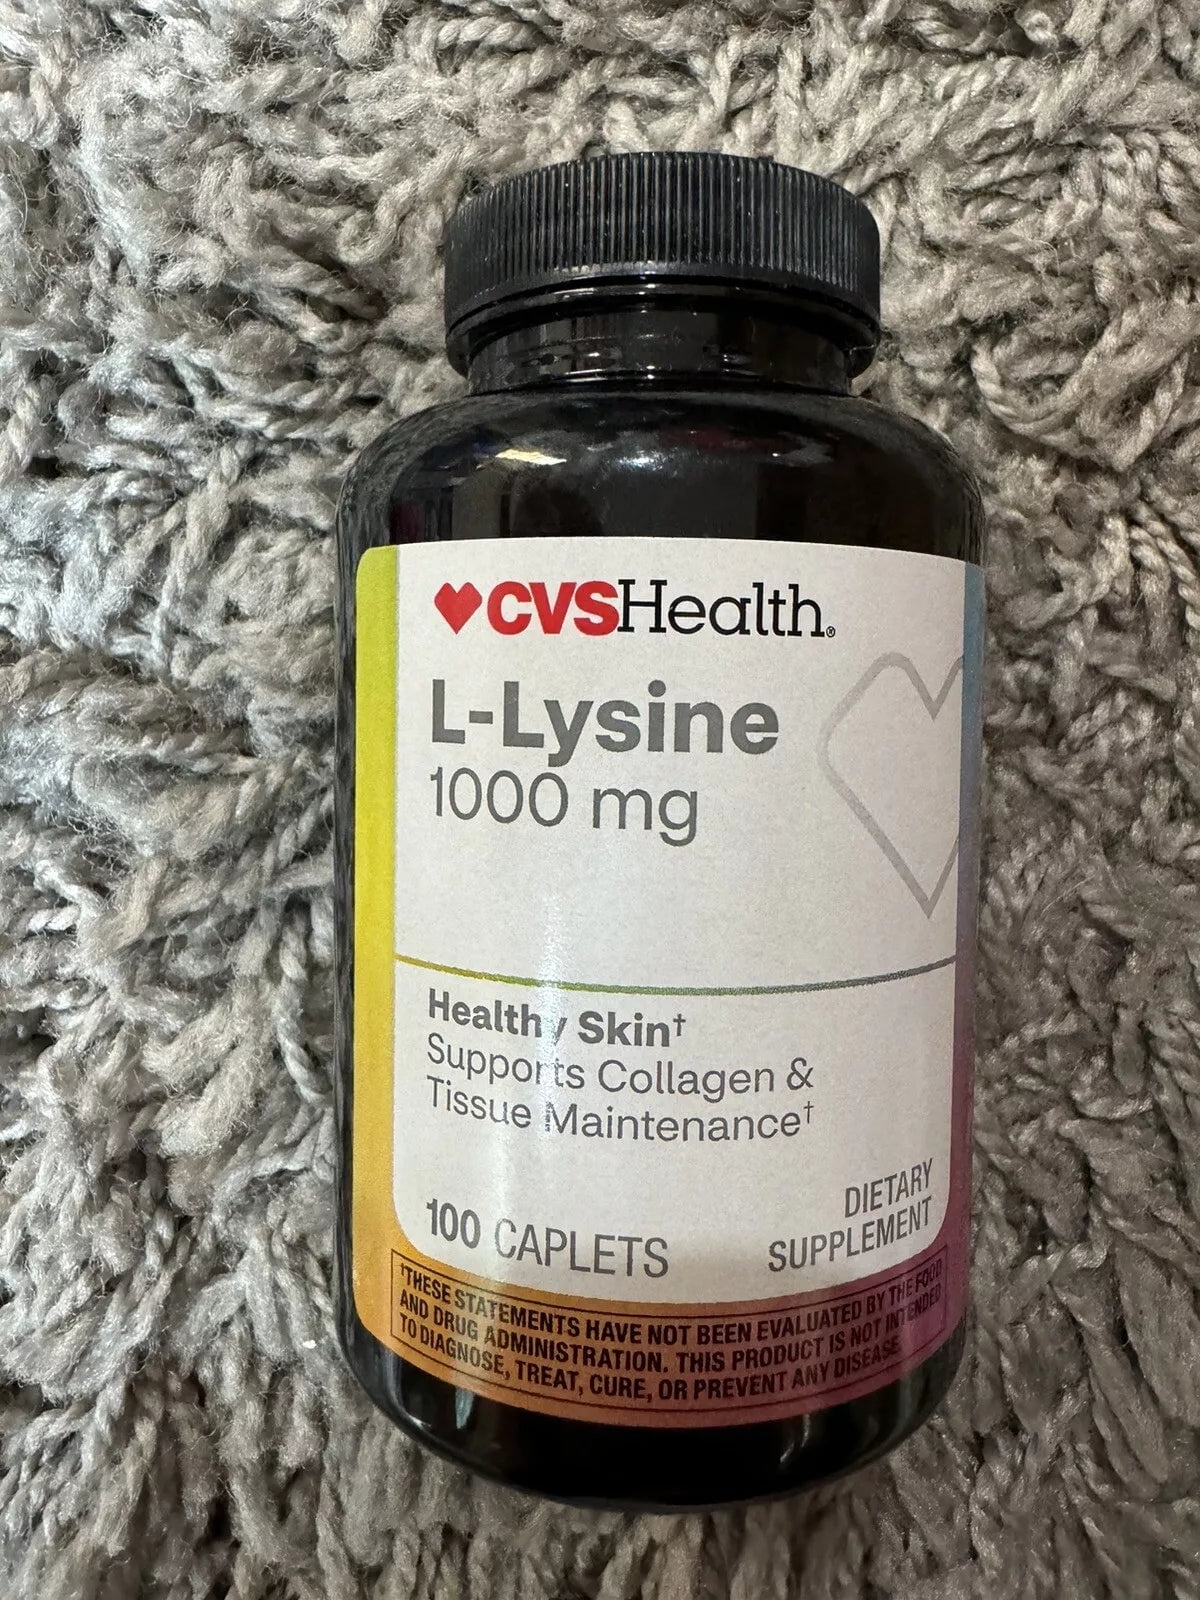 CVSHealth®
L-Lysine
1000 mg
Healthy Skin†
Supports Collagen &
Tissue Maintenance†
100 CAPLETS
DIETARY
SUPPLEMENT
†THESE STATEMENTS HAVE NOT BEEN EVALUATED BY THE FOOD
AND DRUG ADMINISTRATION. THIS PRODUCT IS NOT INTENDED
TO DIAGNOSE, TREAT, CURE, OR PREVENT ANY DISEASE.